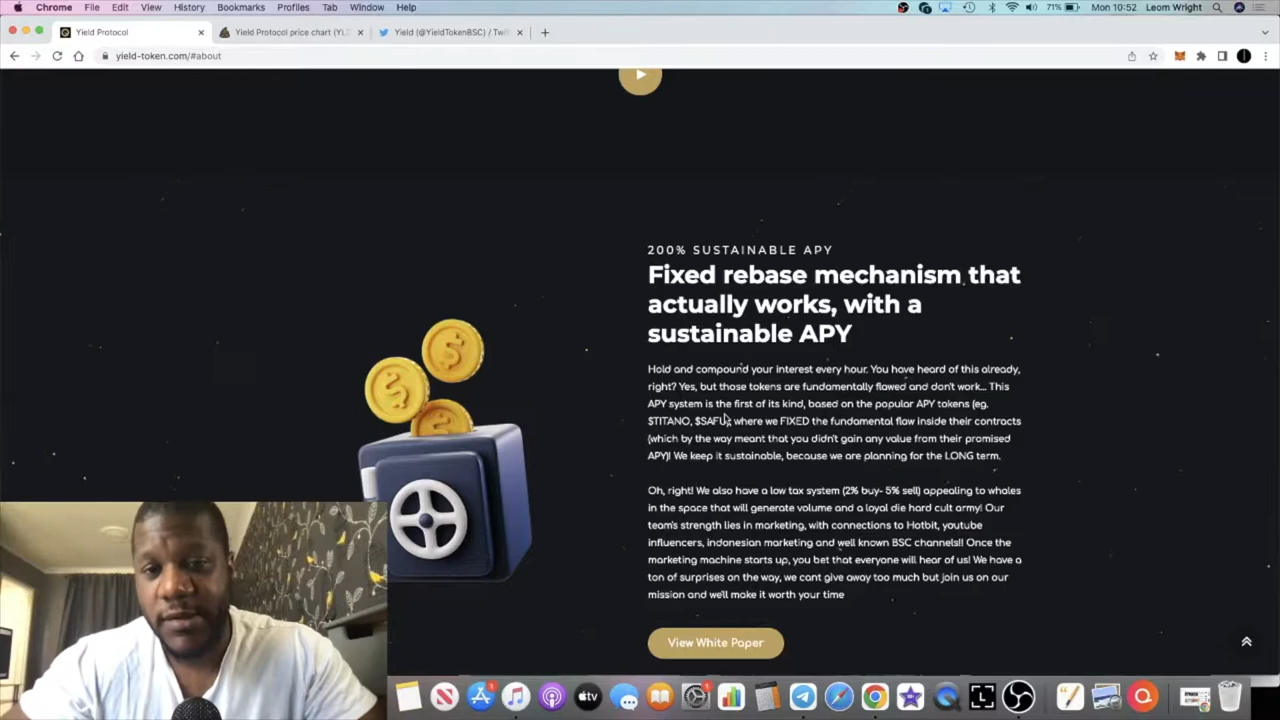 Chrome File Edit View History Bookmarks Profiles Tab Window Help 71% Mon 10:52 Leom Wright
Yield Protocol
Yield Protocol price chart (YL
Yield (@YieldTokenBSC) / Twi
yield-token.com/#about
200% SUSTAINABLE APY
Fixed rebase mechanism that
actually works, with a
sustainable APY
Hold and compound your interest every hour. You have heard of this already,
right? Yes, but those tokens are fundamentally flawed and don't work... This
APY system is the first of its kind, based on the popular APY tokens (eg.
$TITANO, $SAFU), where we FIXED the fundamental flaw inside their contracts
(which by the way meant that you didn't gain any value from their promised
APY)! We keep it sustainable, because we are planning for the LONG term.
Oh, right! We also have a low tax system (2% buy- 5% sell) appealing to whales
in the space that will generate volume and a loyal die hard cult army! Our
team's strength lies in marketing, with connections to Hotbit, youtube
influencers, indonesian marketing and well known BSC channels!! Once the
marketing machine starts up, you bet that everyone will hear of us! We have a
ton of surprises on the way, we cant give away too much but join us on our
mission and we'll make it worth your time
View White Paper
tv